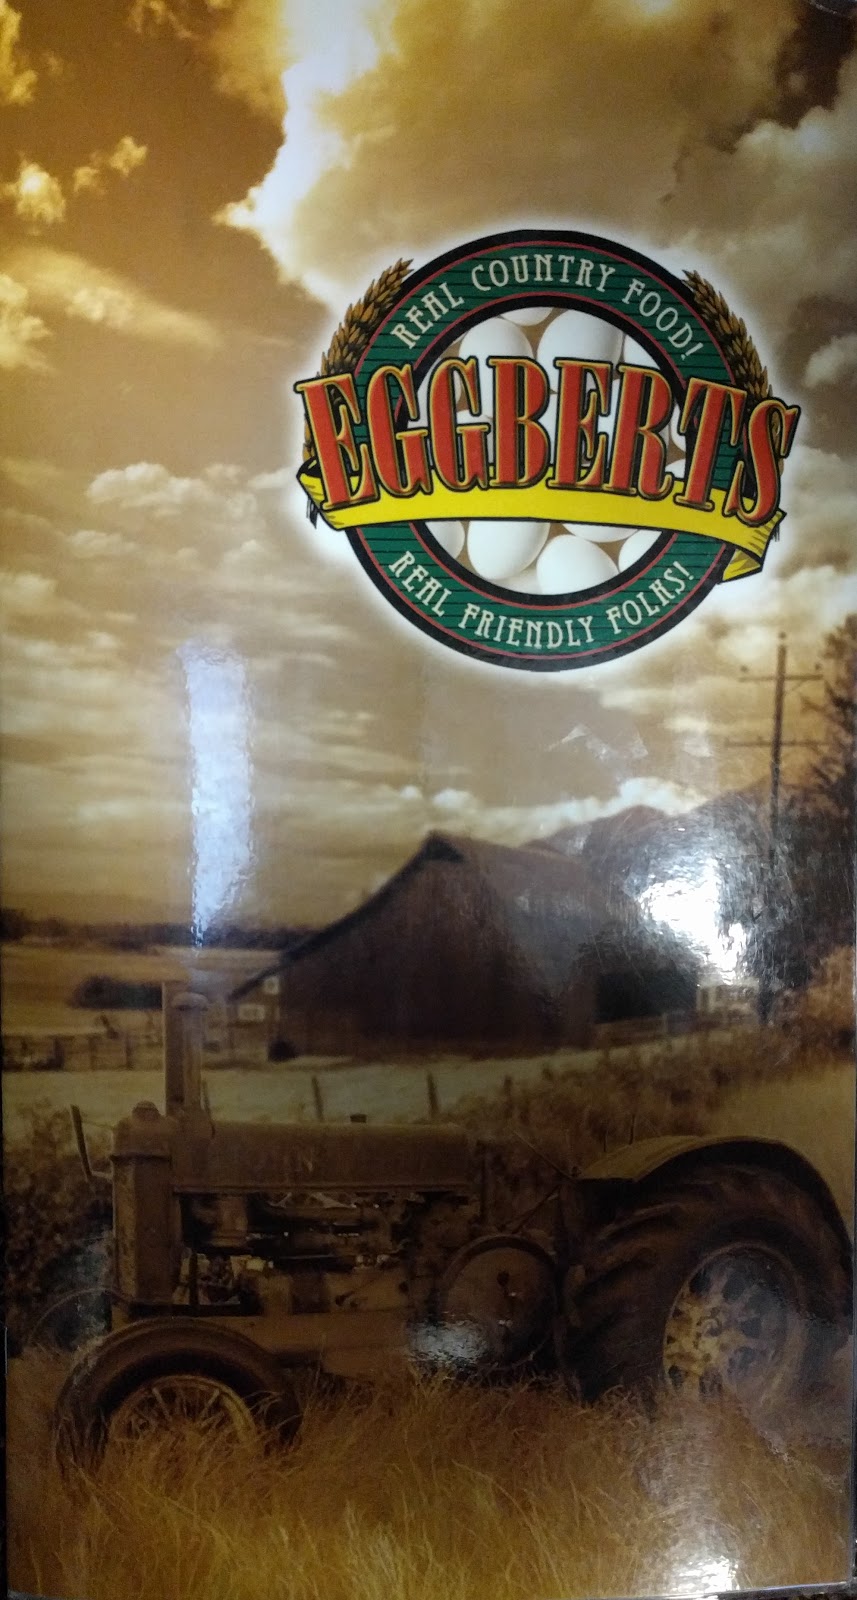 REAL COUNTRY FOOD!
EGGBERTS
REAL FRIENDLY FOLKS!